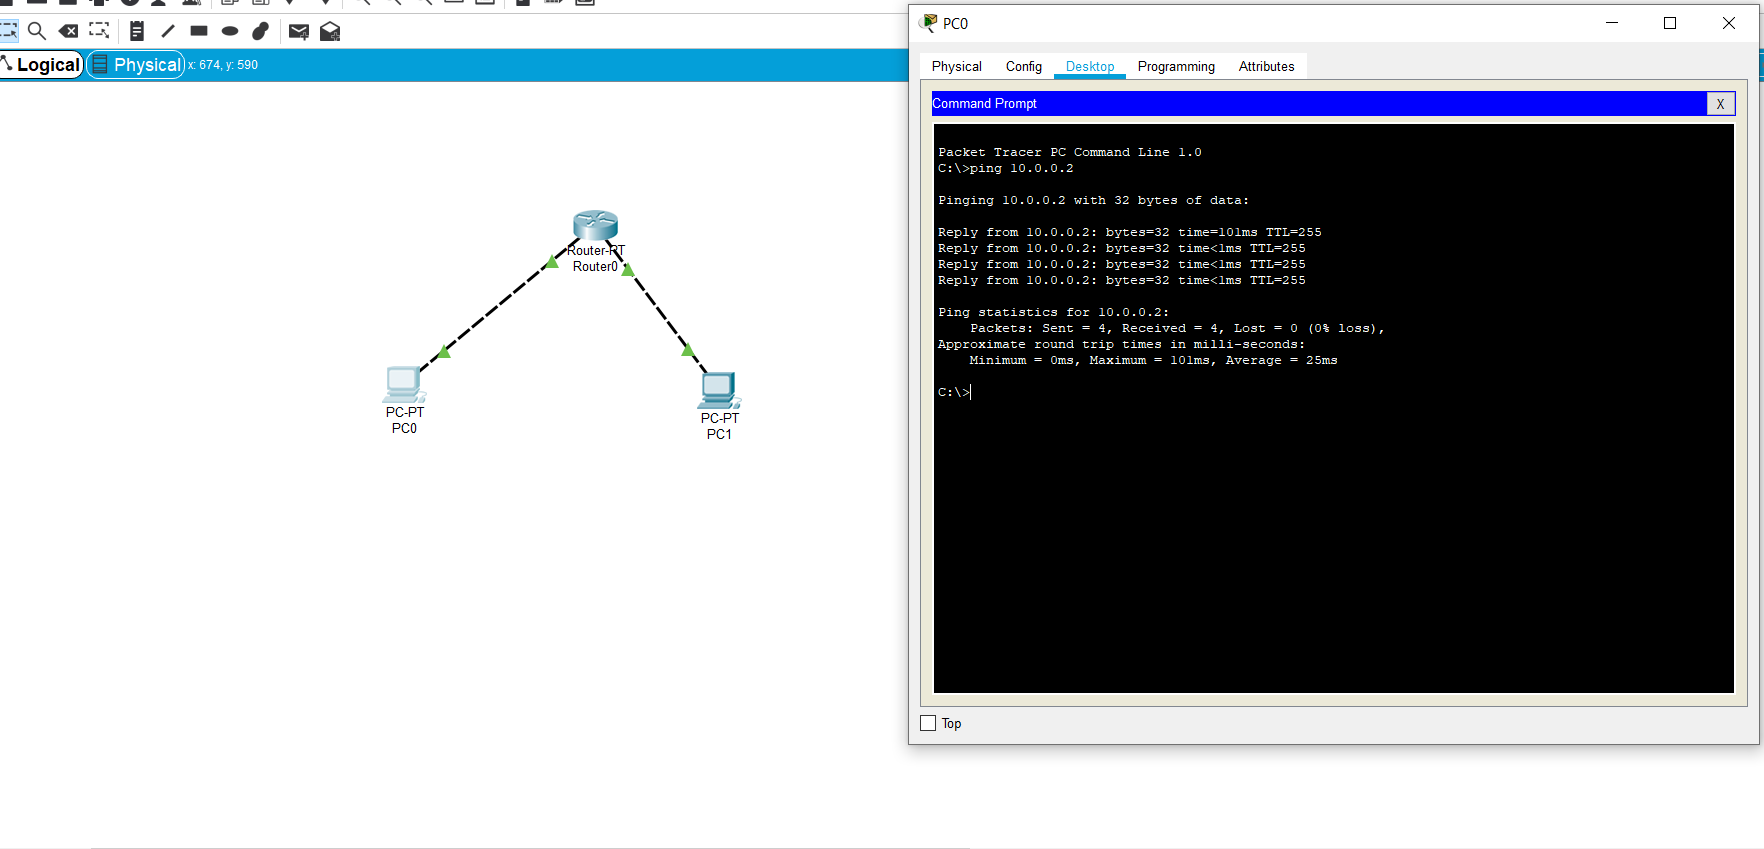 Logical
Physical
x: 674, y: 590
Router-PT
Router0
PC-PT
PC0
PC-PT
PC1
PC0
Physical
Config
Desktop
Programming
Attributes
Command Prompt
X
Packet Tracer PC Command Line 1.0
C:\>ping 10.0.0.2
Pinging 10.0.0.2 with 32 bytes of data:
Reply from 10.0.0.2: bytes=32 time=101ms TTL=255
Reply from 10.0.0.2: bytes=32 time<1ms TTL=255
Reply from 10.0.0.2: bytes=32 time<1ms TTL=255
Reply from 10.0.0.2: bytes=32 time<1ms TTL=255
Ping statistics for 10.0.0.2:
Packets: Sent = 4, Received = 4, Lost = 0 (0% loss),
Approximate round trip times in milli-seconds:
Minimum = 0ms, Maximum = 101ms, Average = 25ms
C:\>
Top